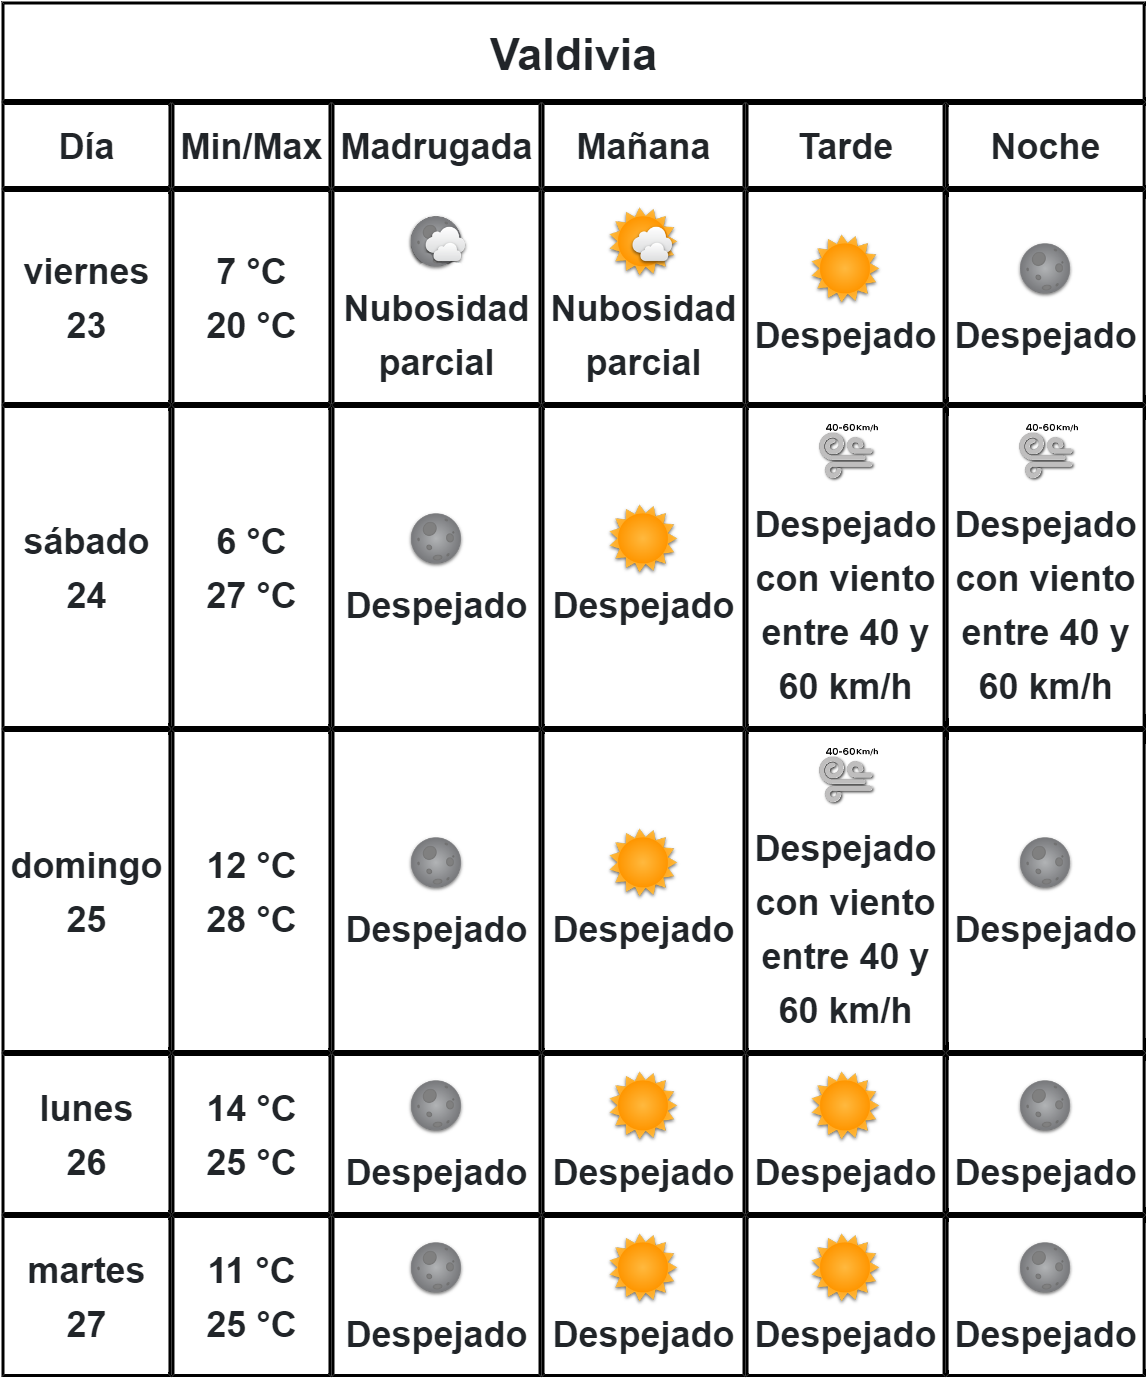 Valdivia
Día Min/Max Madrugada Mañana Tarde Noche
viernes
23
7 °C
20 °C
Nubosidad
parcial
Nubosidad
parcial
Despejado
Despejado
sábado
24
6 °C
27 °C
Despejado
Despejado
40-60Km/h
Despejado
con viento
entre 40 y
60 km/h
40-60Km/h
Despejado
con viento
entre 40 y
60 km/h
domingo
25
12 °C
28 °C
Despejado
Despejado
40-60Km/h
Despejado
con viento
entre 40 y
60 km/h
Despejado
lunes
26
14 °C
25 °C
Despejado
Despejado
Despejado
Despejado
martes
27
11 °C
25 °C
Despejado
Despejado
Despejado
Despejado